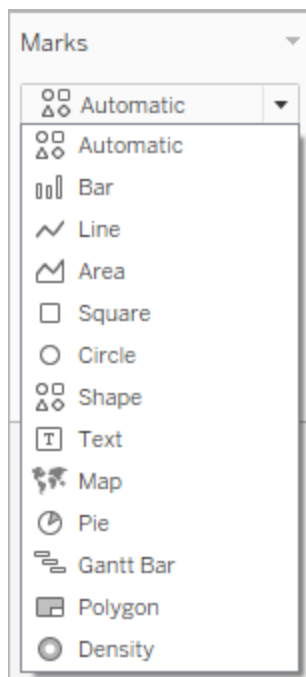 Marks
Automatic
Automatic
Bar
Line
Area
Square
Circle
Shape
T Text
Map
Pie
Gantt Bar
Polygon
Density